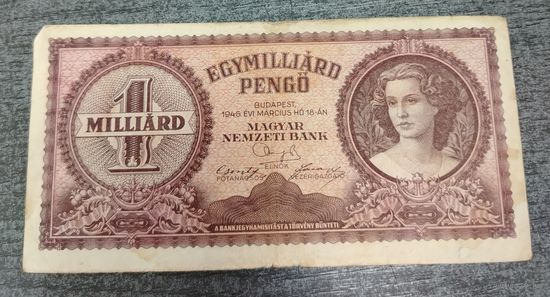 1
MILLIÁRD
EGYMILLIÁRD
PENGŐ
BUDAPEST,
1946. ÉVI MÁRCIUS HÓ 18-ÁN
MAGYAR
NEMZETI BANK
ELNÖK
FŐTANÁCSOS
VEZÉRIGAZGATÓ
A BANKJEGYHAMISÍTÁST A TÖRVÉNY BÜNTETI